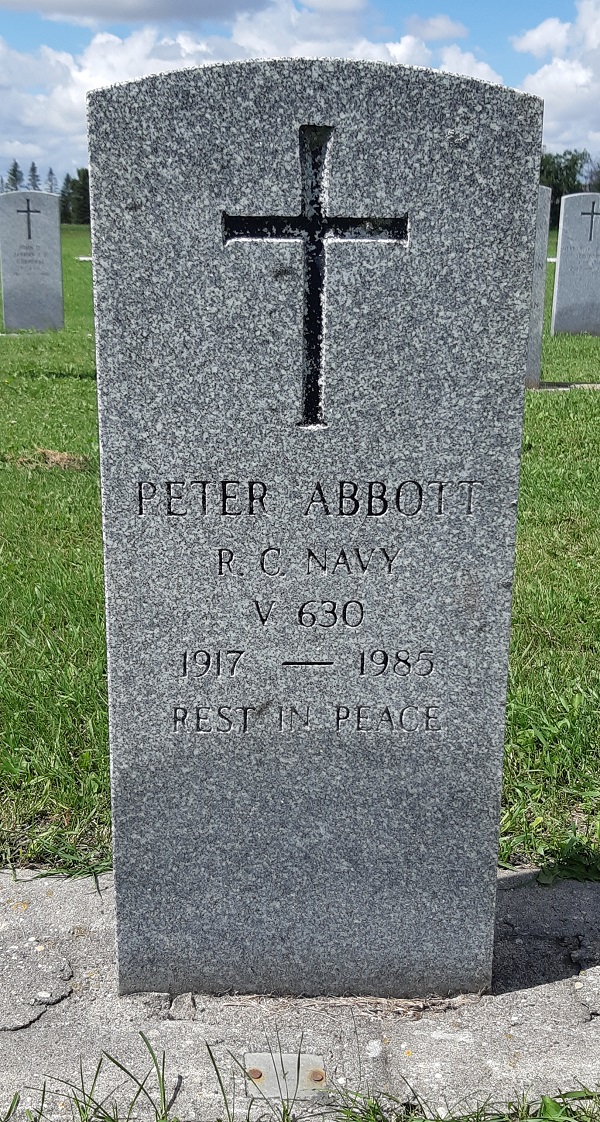 PETER ABBOTT
R. C. NAVY
V 630
1917 — 1985
REST IN PEACE